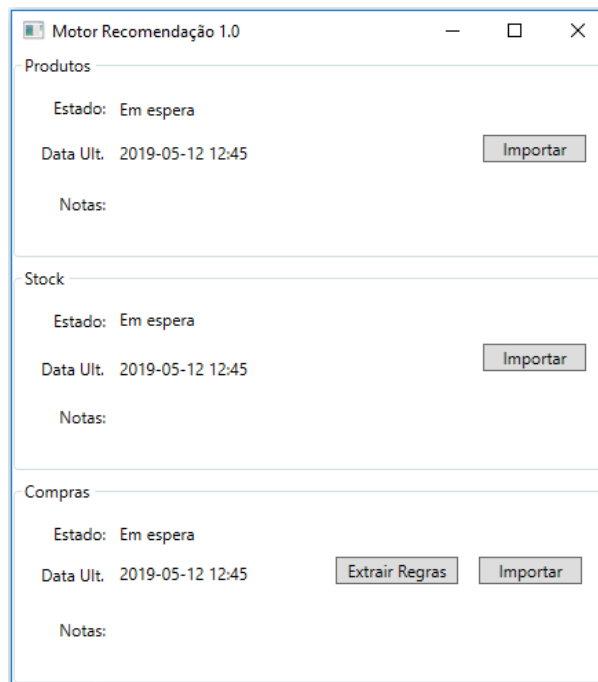 Motor Recomendação 1.0
Produtos
Estado: Em espera
Data Ult. 2019-05-12 12:45 Importar
Notas:
Stock
Estado: Em espera
Data Ult. 2019-05-12 12:45 Importar
Notas:
Compras
Estado: Em espera
Data Ult. 2019-05-12 12:45 Extrair Regras Importar
Notas: